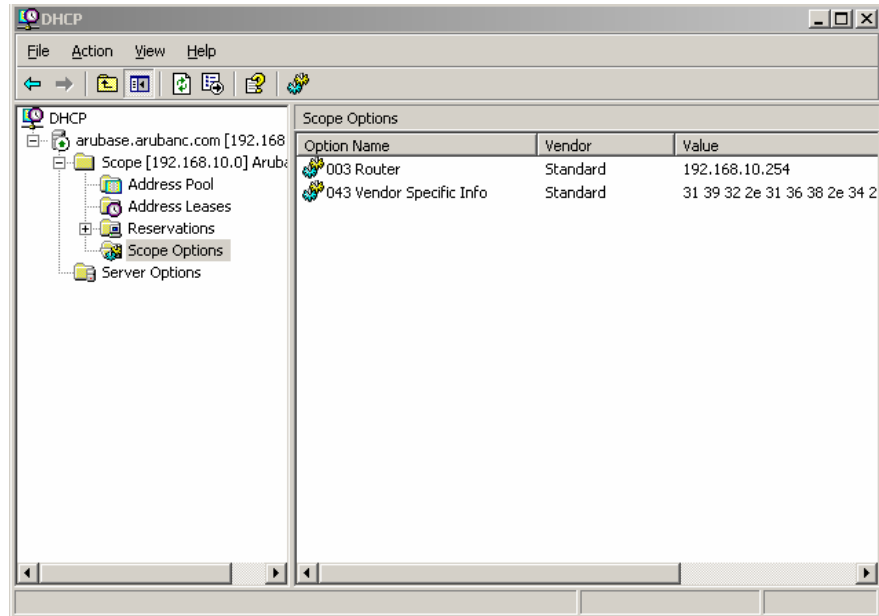 DHCP
File Action View Help
DHCP
arubase.arubanc.com [192.168
Scope [192.168.10.0] Aruba
Address Pool
Address Leases
Reservations
Scope Options
Server Options
Scope Options
Option Name Vendor Value
003 Router Standard 192.168.10.254
043 Vendor Specific Info Standard 31 39 32 2e 31 36 38 2e 34 2